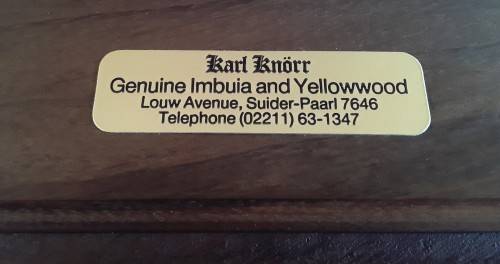 Karl Knörr
Genuine Imbuia and Yellowwood
Louw Avenue, Suider-Paarl 7646
Telephone (02211) 63-1347